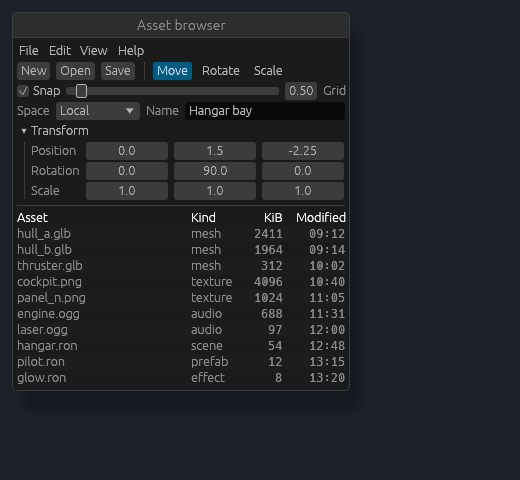 Asset browser
File Edit View Help
New Open Save Move Rotate Scale
Snap 0.50 Grid
Space Local Name Hangar bay
Transform
Position 0.0 1.5 -2.25
Rotation 0.0 90.0 0.0
Scale 1.0 1.0 1.0
Asset Kind KiB Modified
hull_a.glb mesh 2411 09:12
hull_b.glb mesh 1964 09:14
thruster.glb mesh 312 10:02
cockpit.png texture 4096 10:40
panel_n.png texture 1024 11:05
engine.ogg audio 688 11:31
laser.ogg audio 97 12:00
hangar.ron scene 54 12:48
pilot.ron prefab 12 13:15
glow.ron effect 8 13:20